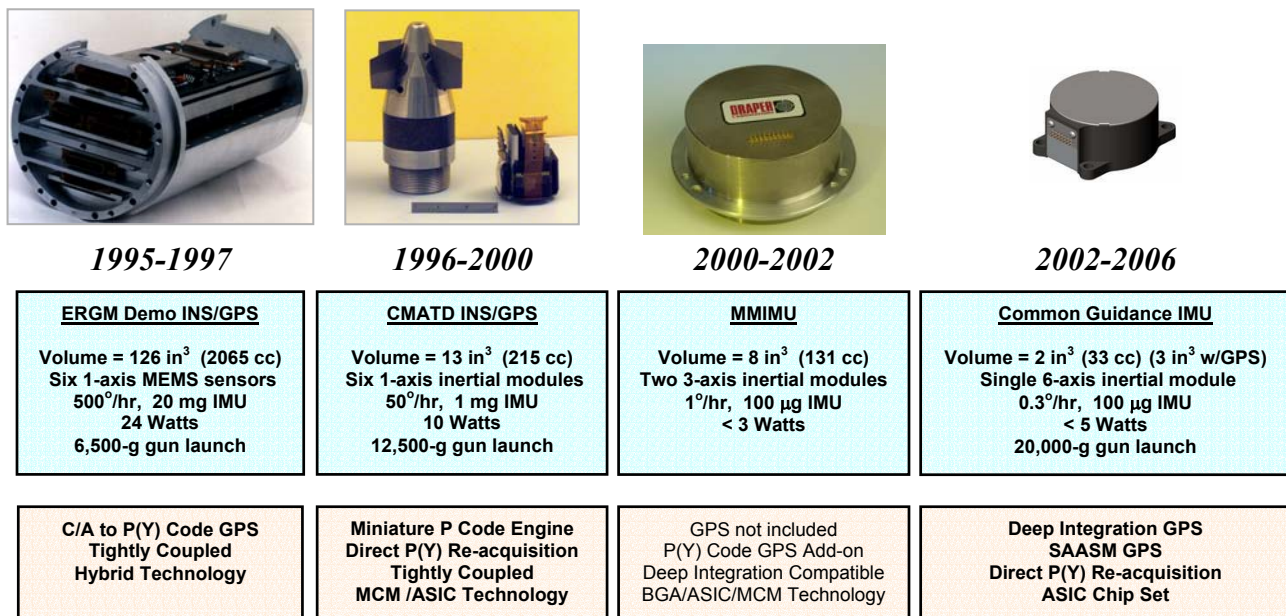 DRAPER
1995-1997
1996-2000
2000-2002
2002-2006
ERGM Demo INS/GPS
Volume = 126 in³ (2065 cc)
Six 1-axis MEMS sensors
500°/hr, 20 mg IMU
24 Watts
6,500-g gun launch
CMATD INS/GPS
Volume = 13 in³ (215 cc)
Six 1-axis inertial modules
50°/hr, 1 mg IMU
10 Watts
12,500-g gun launch
MMIMU
Volume = 8 in³ (131 cc)
Two 3-axis inertial modules
1°/hr, 100 µg IMU
< 3 Watts
Common Guidance IMU
Volume = 2 in³ (33 cc) (3 in³ w/GPS)
Single 6-axis inertial module
0.3°/hr, 100 µg IMU
< 5 Watts
20,000-g gun launch
C/A to P(Y) Code GPS
Tightly Coupled
Hybrid Technology
Miniature P Code Engine
Direct P(Y) Re-acquisition
Tightly Coupled
MCM /ASIC Technology
GPS not included
P(Y) Code GPS Add-on
Deep Integration Compatible
BGA/ASIC/MCM Technology
Deep Integration GPS
SAASM GPS
Direct P(Y) Re-acquisition
ASIC Chip Set